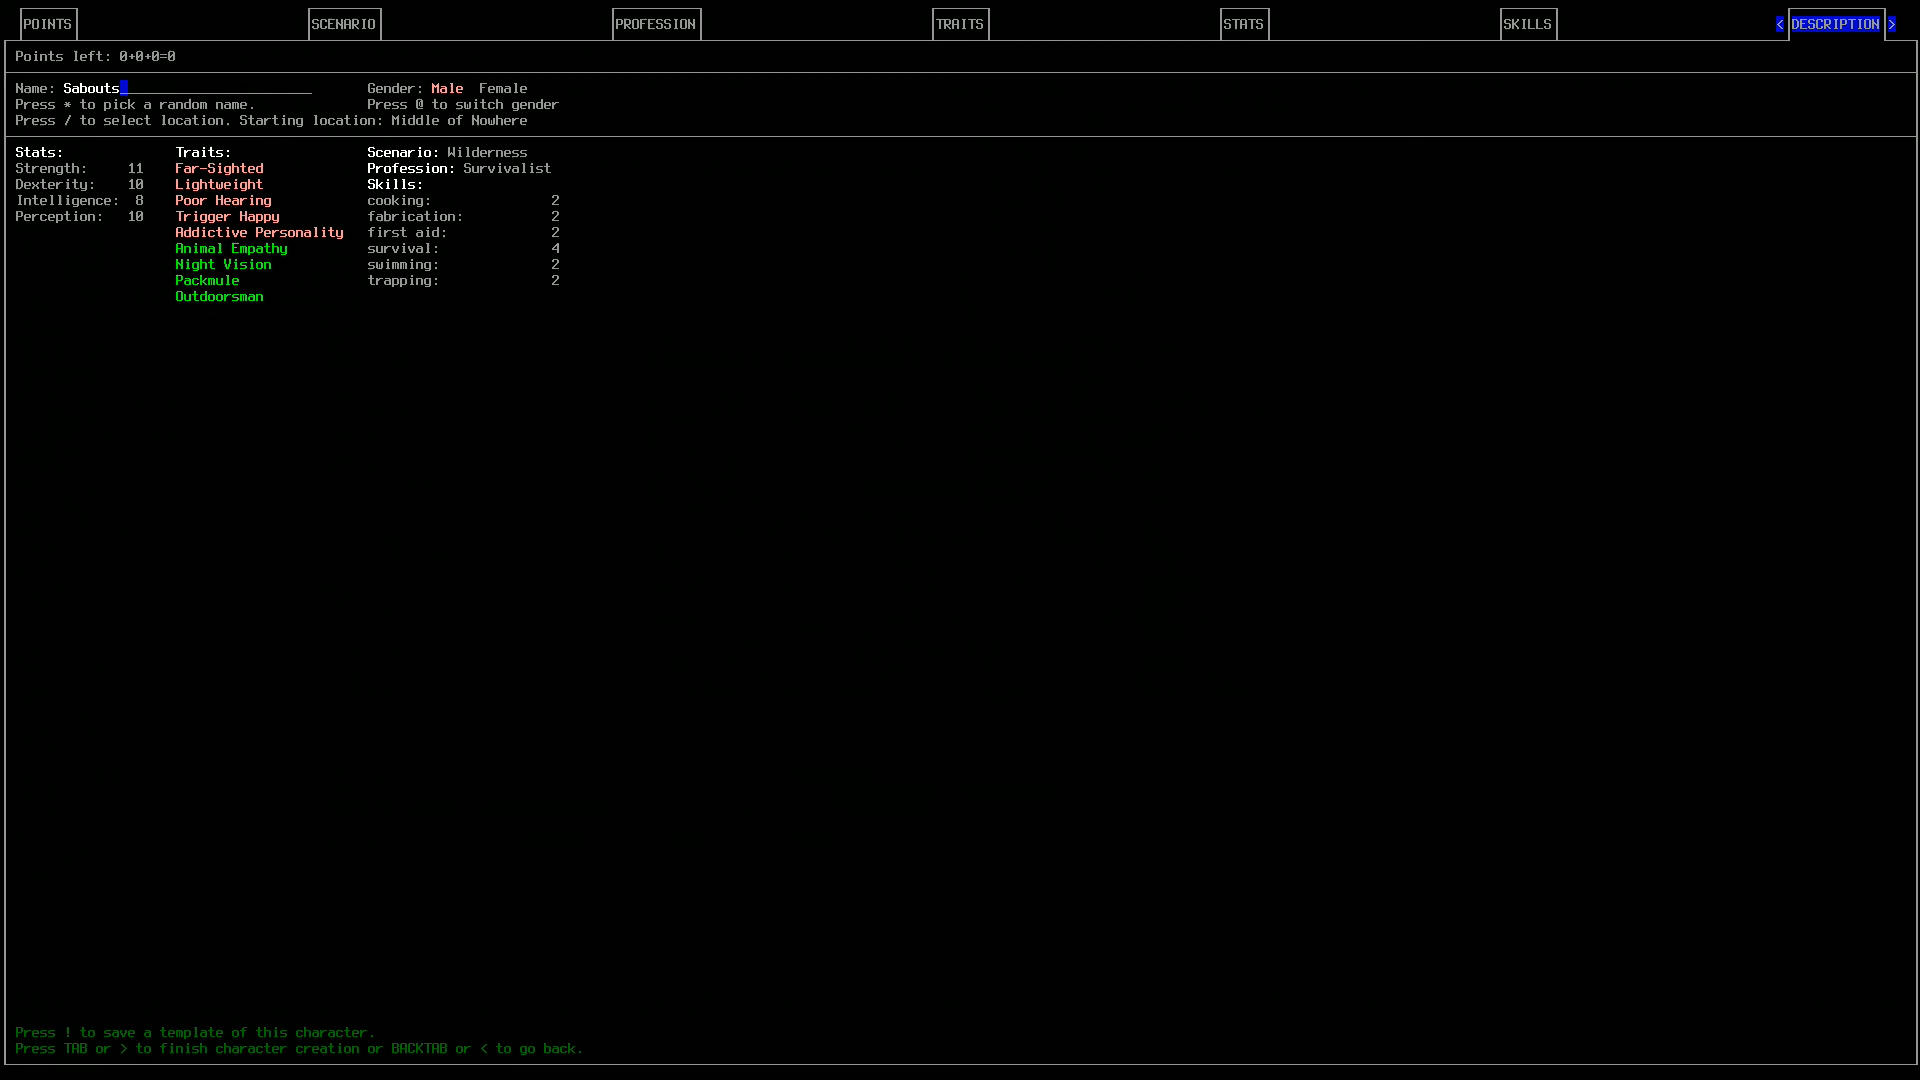 POINTS SCENARIO PROFESSION TRAITS STATS SKILLS < DESCRIPTION >
Points left: 0+0+0=0
Name: Sabouts_______________________ Gender: Male Female
Press * to pick a random name. Press @ to switch gender
Press / to select location. Starting location: Middle of Nowhere
Stats: Traits: Scenario: Wilderness
Strength: 11 Far-Sighted Profession: Survivalist
Dexterity: 10 Lightweight Skills:
Intelligence: 8 Poor Hearing cooking: 2
Perception: 10 Trigger Happy fabrication: 2
Addictive Personality first aid: 2
Animal Empathy survival: 4
Night Vision swimming: 2
Packmule trapping: 2
Outdoorsman
Press ! to save a template of this character.
Press TAB or > to finish character creation or BACKTAB or < to go back.